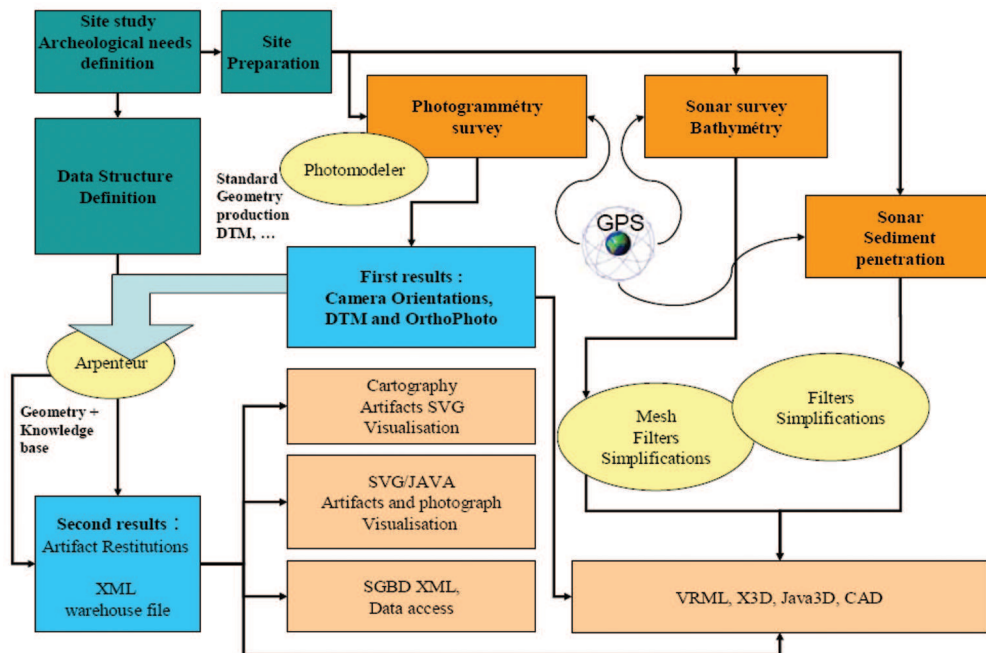 Site study
Archeological needs
definition
Site
Preparation
Photogrammétry
survey
Sonar survey
Bathymétry
Photomodeler
Data Structure
Definition
Standard
Geometry
production
DTM, ...
GPS
Sonar
Sediment
penetration
First results :
Camera Orientations,
DTM and OrthoPhoto
Arpenteur
Geometry +
Knowledge
base
Cartography
Artifacts SVG
Visualisation
Mesh
Filters
Simplifications
Filters
Simplifications
SVG/JAVA
Artifacts and photograph
Visualisation
Second results :
Artifact Restitutions
XML
warehouse file
SGBD XML,
Data access
VRML, X3D, Java3D, CAD